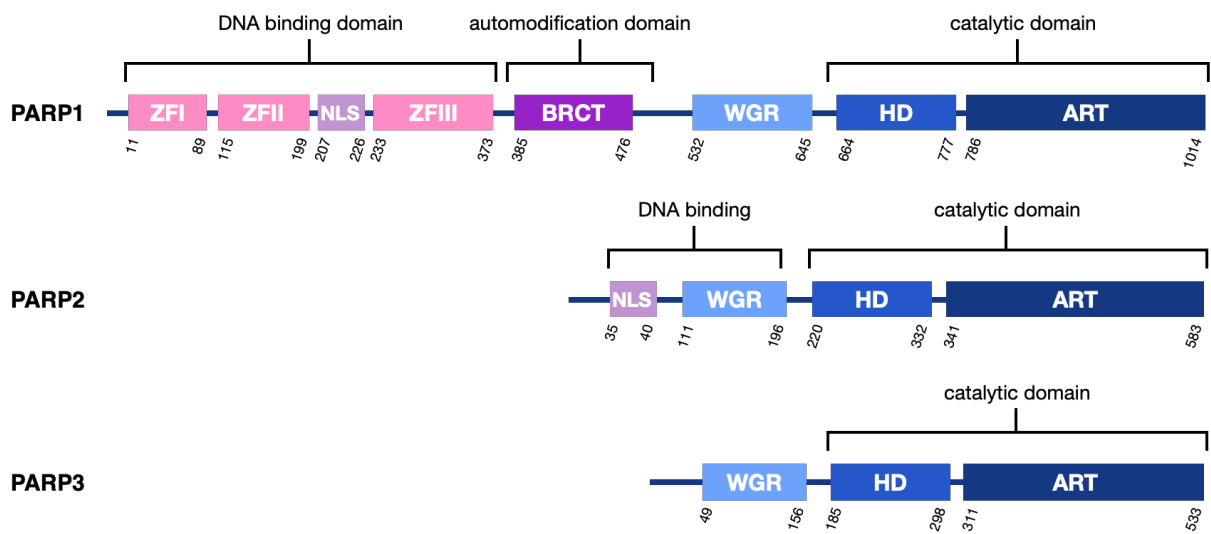 DNA binding domain automodification domain catalytic domain
PARP1 ZFI ZFII NLS ZFIII BRCT WGR HD ART
11 89 115 199 207 226 233 373 385 476 532 645 664 777 786 1014
DNA binding catalytic domain
PARP2 NLS WGR HD ART
35 40 111 196 220 332 341 583
catalytic domain
PARP3 WGR HD ART
49 156 185 298 311 533